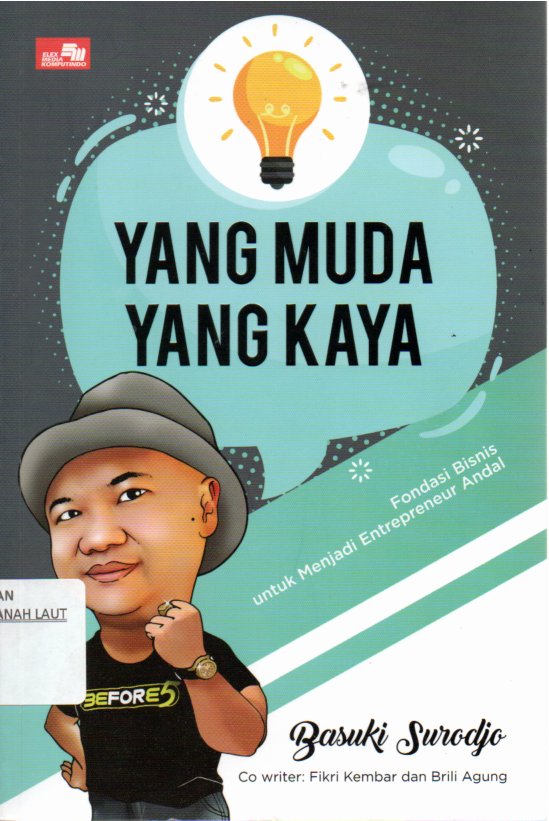 ELEX
MEDIA
KOMPUTINDO
YANG MUDA
YANG KAYA
Fondasi Bisnis
untuk Menjadi Entrepreneur Andal
AN
ANAH LAUT
BEFORE5
Basuki Surodjo
Co writer: Fikri Kembar dan Brili Agung